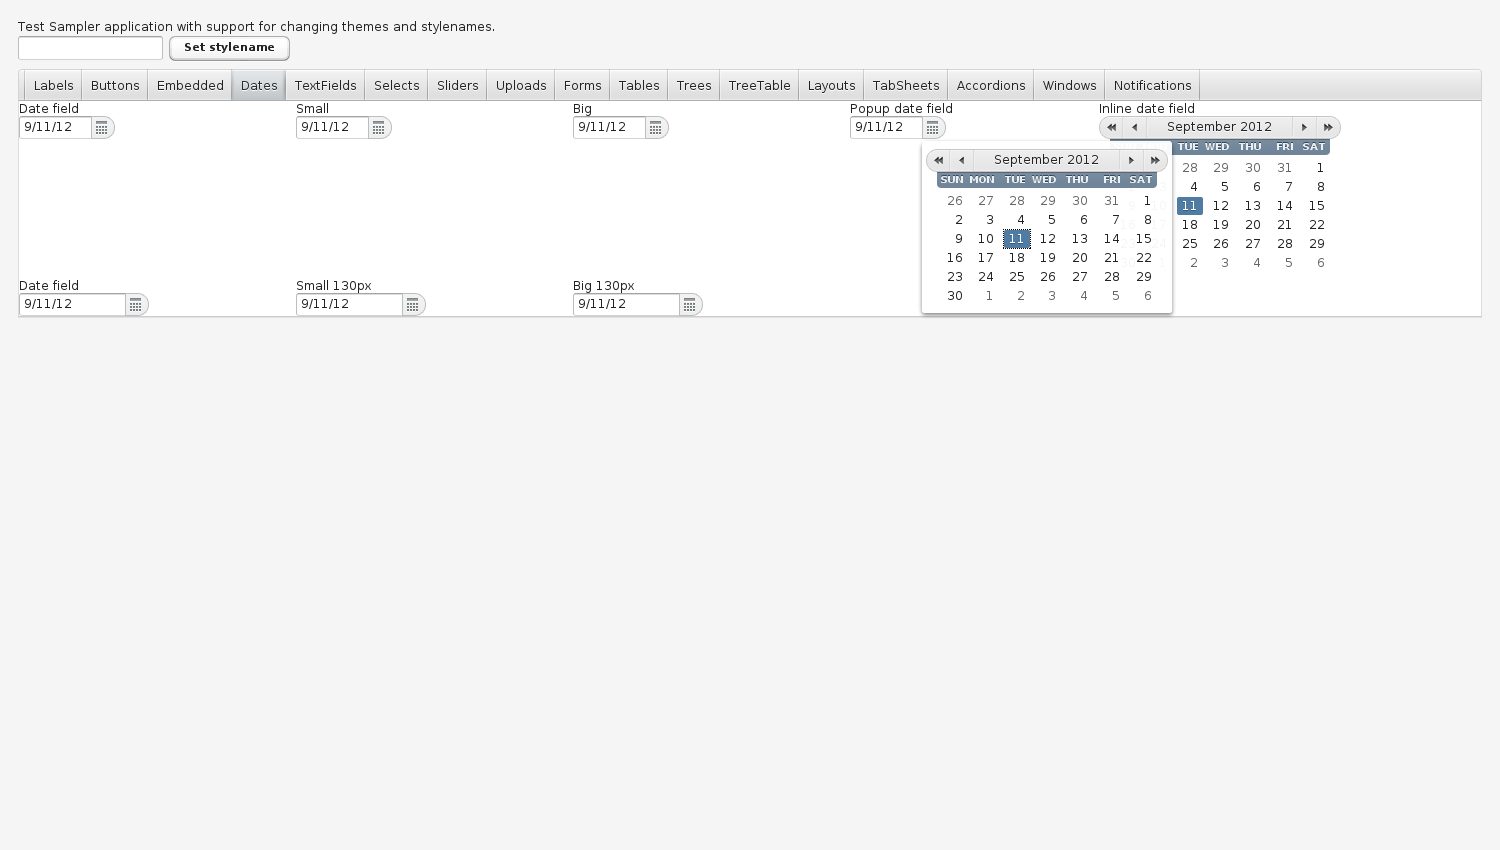 Test Sampler application with support for changing themes and stylenames.
Set stylename
Labels Buttons Embedded Dates TextFields Selects Sliders Uploads Forms Tables Trees TreeTable Layouts TabSheets Accordions Windows Notifications
Date field Small Big Popup date field Inline date field
9/11/12 9/11/12 9/11/12 9/11/12 September 2012
TUE WED THU FRI SAT
28 29 30 31 1
4 5 6 7 8
11 12 13 14 15
18 19 20 21 22
25 26 27 28 29
2 3 4 5 6
September 2012
SUN MON TUE WED THU FRI SAT
26 27 28 29 30 31 1
2 3 4 5 6 7 8
9 10 11 12 13 14 15
16 17 18 19 20 21 22
23 24 25 26 27 28 29
30 1 2 3 4 5 6
Date field Small 130px Big 130px
9/11/12 9/11/12 9/11/12